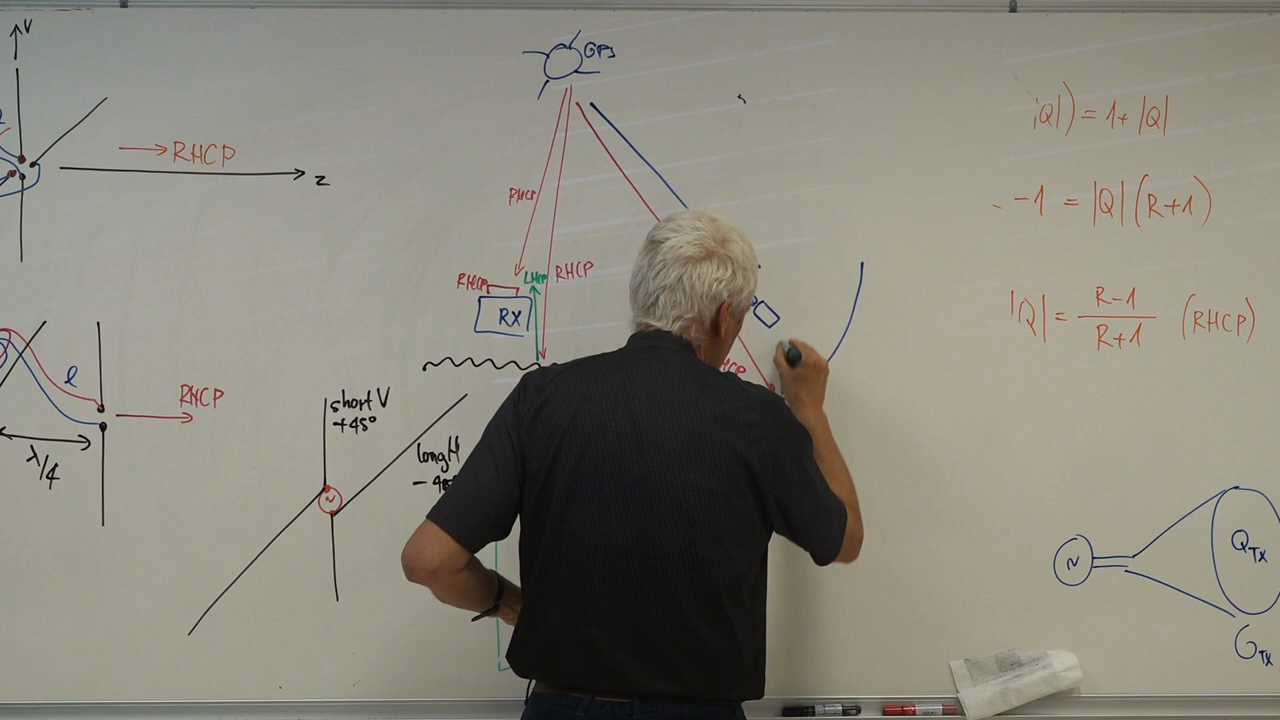 V
RHCP
z
l
RHCP
λ/4
short V
+45°
long H
GPS
RHCP
RHCP
RHCP
LHCP
RX
|Q|) = 1+ |Q|
-1 = |Q| (R+1)
|Q| = R-1 / R+1 (RHCP)
N
N
Q_TX
G_TX